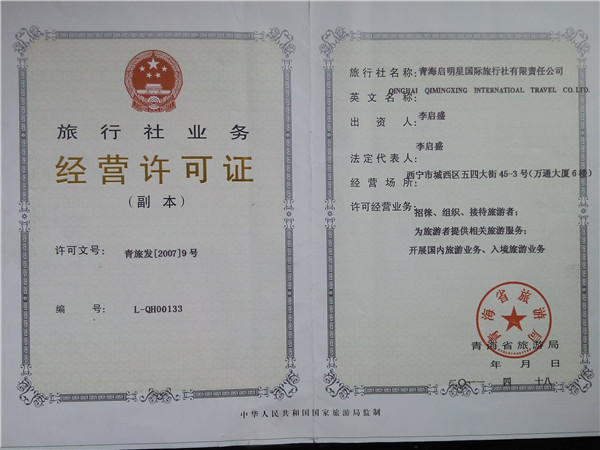 旅行社业务
经营许可证
(副本)
许可文号： 青旅发[2007]9号
编 号： L-QH00133
旅行社名称：青海启明星国际旅行社有限责任公司
英文名称：QINGHAI QIMINGXING INTERNATIOAL TRAVEL CO.LTD.
出资人：李启盛
法定代表人：李启盛
经营场所：西宁市城西区五四大街45-3号(万通大厦6楼)
许可经营业务：招徕、组织、接待旅游者；
为旅游者提供相关旅游服务；
开展国内旅游业务、入境旅游业务
青海省旅游局
青海省旅游局
年 月 日
四 十八
中华人民共和国国家旅游局监制